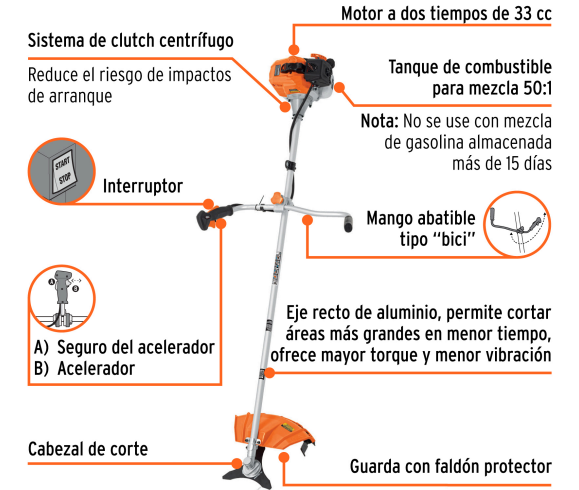 Motor a dos tiempos de 33 cc
Sistema de clutch centrífugo
Reduce el riesgo de impactos
de arranque
Tanque de combustible
para mezcla 50:1
Nota: No se use con mezcla
de gasolina almacenada
más de 15 días
START
STOP
Interruptor
Mango abatible
tipo “bici”
A
B
A) Seguro del acelerador
B) Acelerador
Eje recto de aluminio, permite cortar
áreas más grandes en menor tiempo,
ofrece mayor torque y menor vibración
Cabezal de corte
Guarda con faldón protector